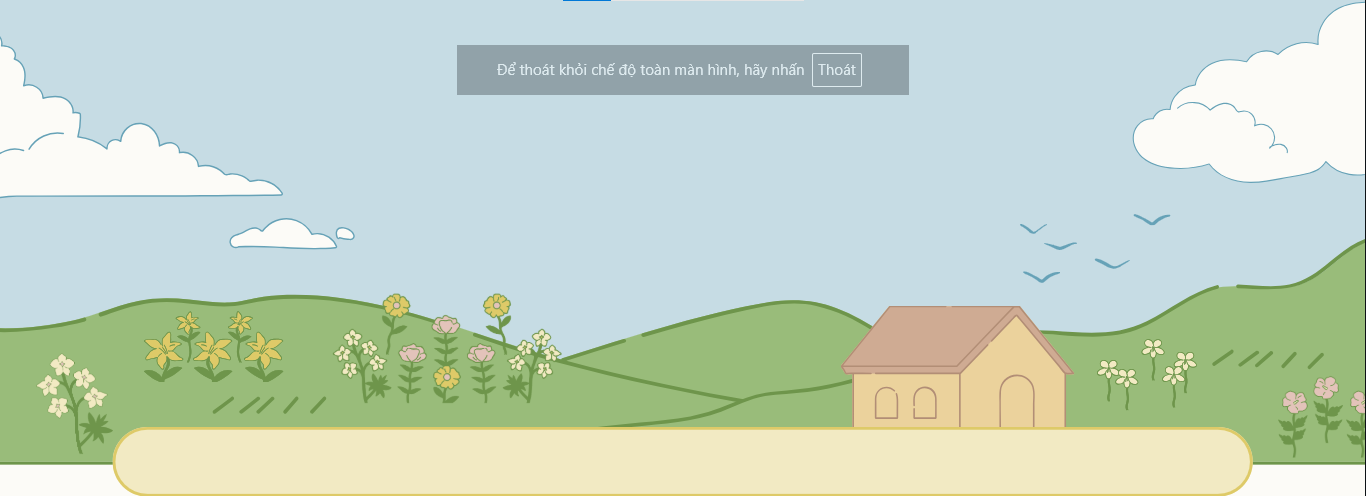 Để thoát khỏi chế độ toàn màn hình, hãy nhấn Thoát